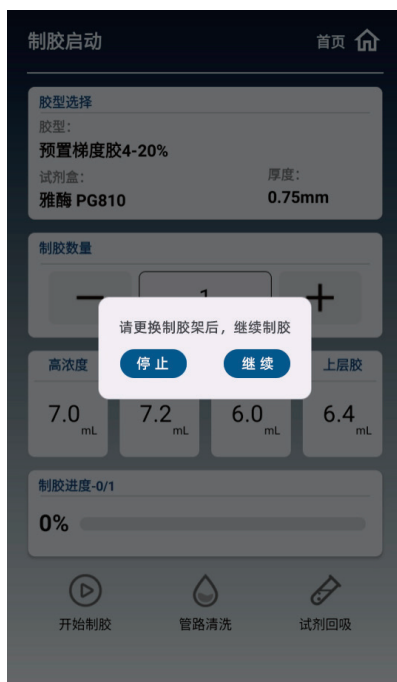 制胶启动
首页
胶型选择
胶型:
预置梯度胶4-20%
试剂盒:
厚度:
雅酶 PG810
0.75mm
制胶数量
请更换制胶架后，继续制胶
停止
继续
高浓度
上层胶
7.0 mL
7.2 mL
6.0 mL
6.4 mL
制胶进度-0/1
0%
开始制胶
管路清洗
试剂回吸